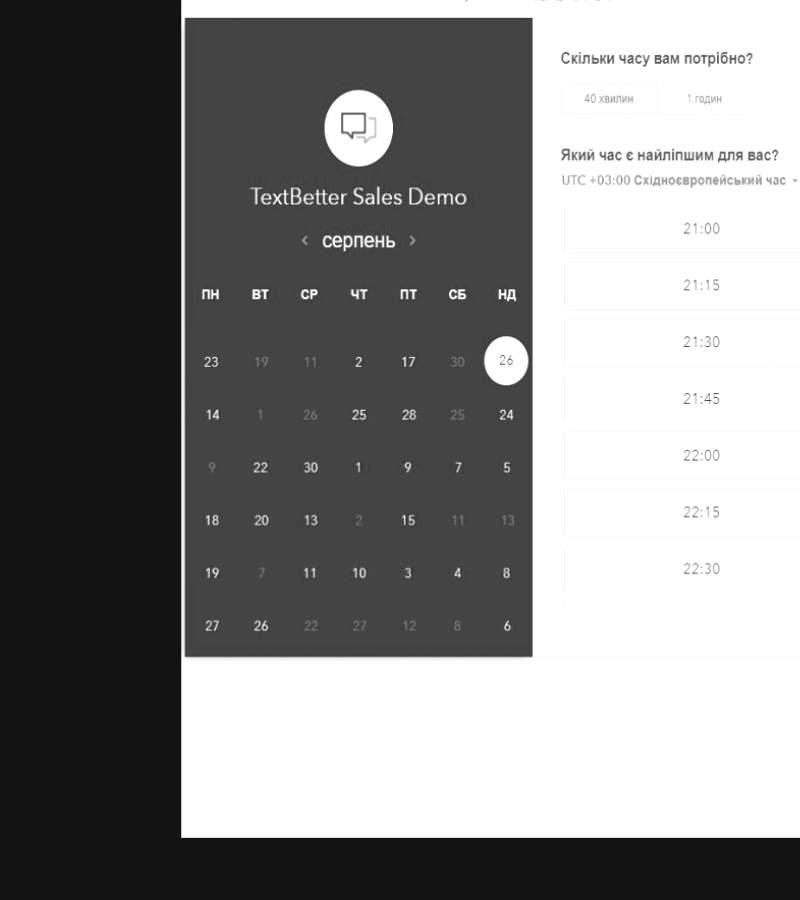 TextBetter Sales Demo
‹ серпень ›
ПН ВТ СР ЧТ ПТ СБ НД
23 19 11 2 17 30 26
14 1 26 25 28 25 24
9 22 30 1 9 7 5
18 20 13 2 15 11 13
19 7 11 10 3 4 8
27 26 22 27 12 8 6
Скільки часу вам потрібно?
40 хвилин 1 годин
Який час є найліпшим для вас?
UTC +03:00 Східноєвропейський час
21:00
21:15
21:30
21:45
22:00
22:15
22:30